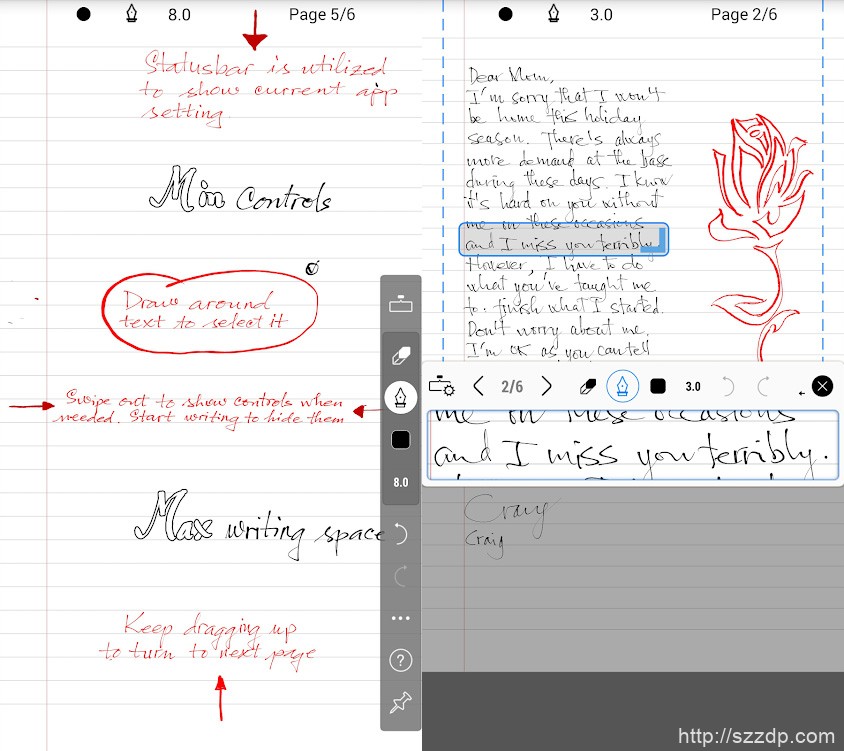 8.0 Page 5/6
Statusbar is utilized
to show current app
setting.
Min Controls
Draw around
text to select it
Swipe out to show controls when
needed. Start writing to hide them
8.0
Max writing space
Keep dragging up
to turn to next page
?
3.0 Page 2/6
Dear Mom,
I'm sorry that I won't
be home this holiday
season. There's always
more demand at the base
during these days. I know
it's hard on you without
me on these occasions
and I miss you terribly.
However, I have to do
what you've taught me
to. finish what I started.
Don't worry about me.
I'm OK as you can tell
2/6 3.0
me on these occasions
and I miss you terribly.
Craig
Craig
http://szzdp.com